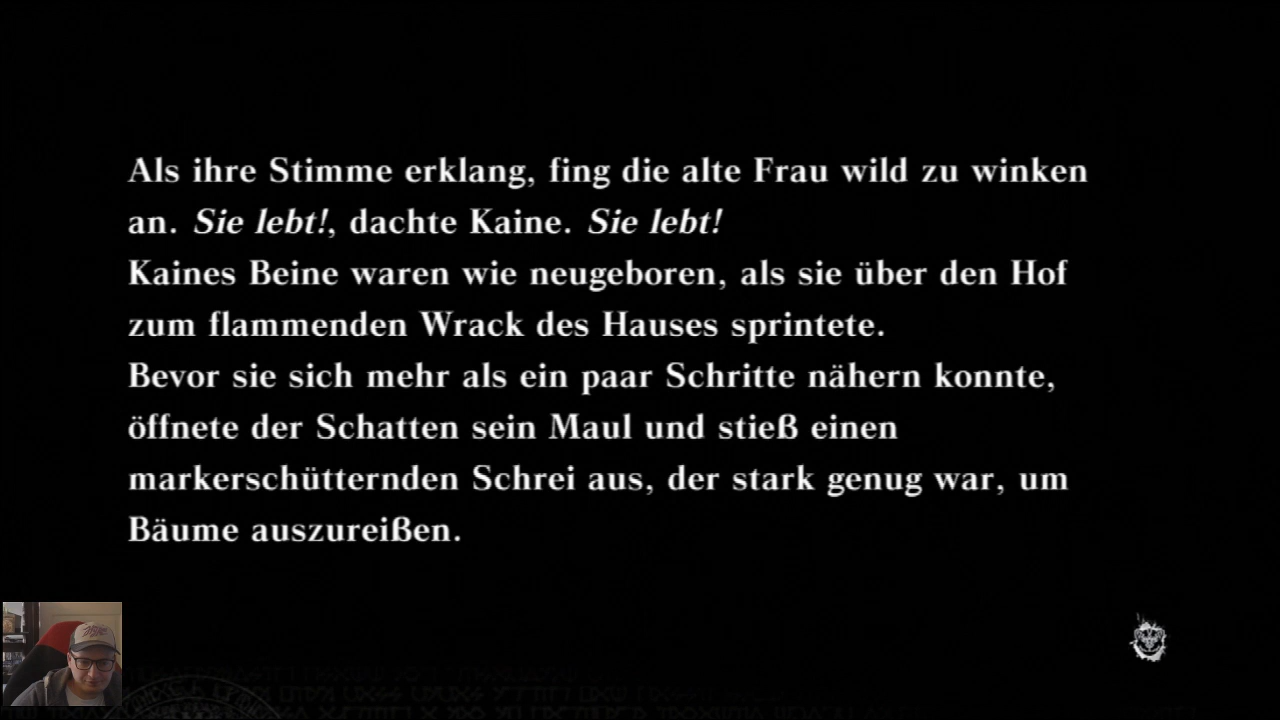 Als ihre Stimme erklang, fing die alte Frau wild zu winken
an. Sie lebt!, dachte Kaine. Sie lebt!
Kaines Beine waren wie neugeboren, als sie über den Hof
zum flammenden Wrack des Hauses sprintete.
Bevor sie sich mehr als ein paar Schritte nähern konnte,
öffnete der Schatten sein Maul und stieß einen
markerschütternden Schrei aus, der stark genug war, um
Bäume auszureißen.